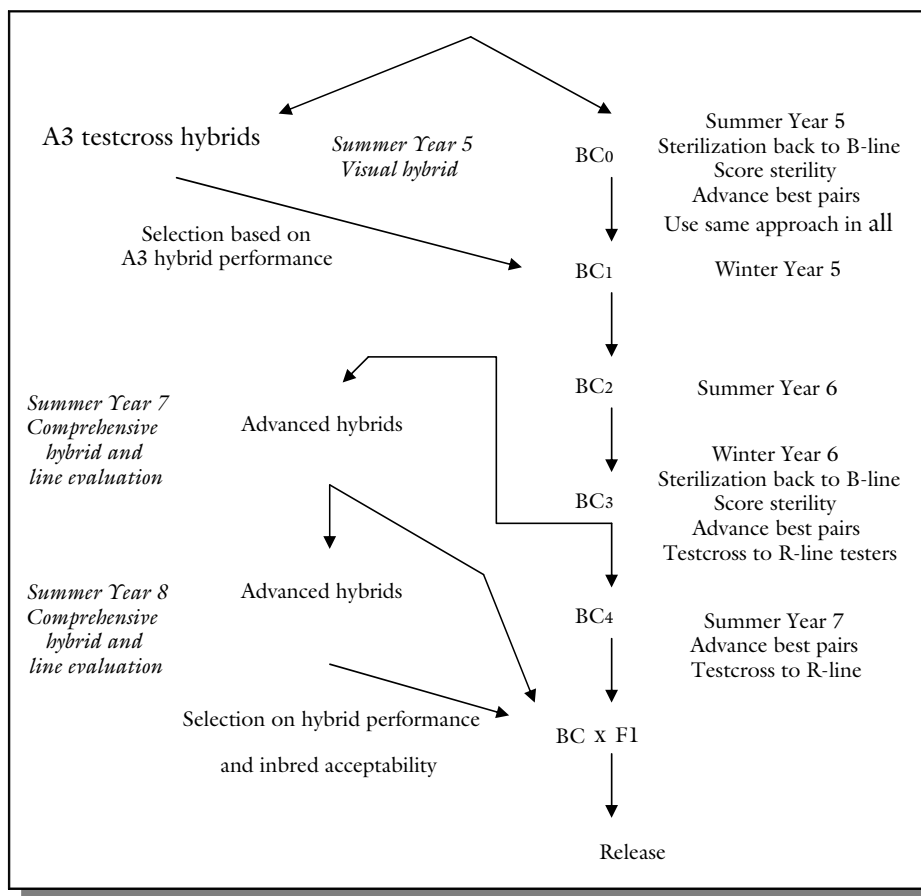 A3 testcross hybrids
Summer Year 5
Visual hybrid
BC0
Summer Year 5
Sterilization back to B-line
Score sterility
Advance best pairs
Use same approach in all
Selection based on
A3 hybrid performance
BC1
Winter Year 5
BC2
Summer Year 6
Summer Year 7
Comprehensive
hybrid and
line evaluation
Advanced hybrids
BC3
Winter Year 6
Sterilization back to B-line
Score sterility
Advance best pairs
Testcross to R-line testers
Summer Year 8
Comprehensive
hybrid and
line evaluation
Advanced hybrids
BC4
Summer Year 7
Advance best pairs
Testcross to R-line
Selection on hybrid performance
and inbred acceptability
BC x F1
Release